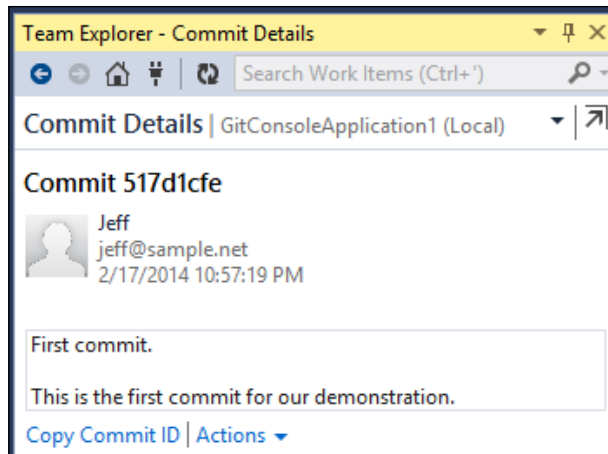 Team Explorer - Commit Details
Search Work Items (Ctrl+')
Commit Details | GitConsoleApplication1 (Local)
Commit 517d1cfe
Jeff
jeff@sample.net
2/17/2014 10:57:19 PM
First commit.
This is the first commit for our demonstration.
Copy Commit ID | Actions